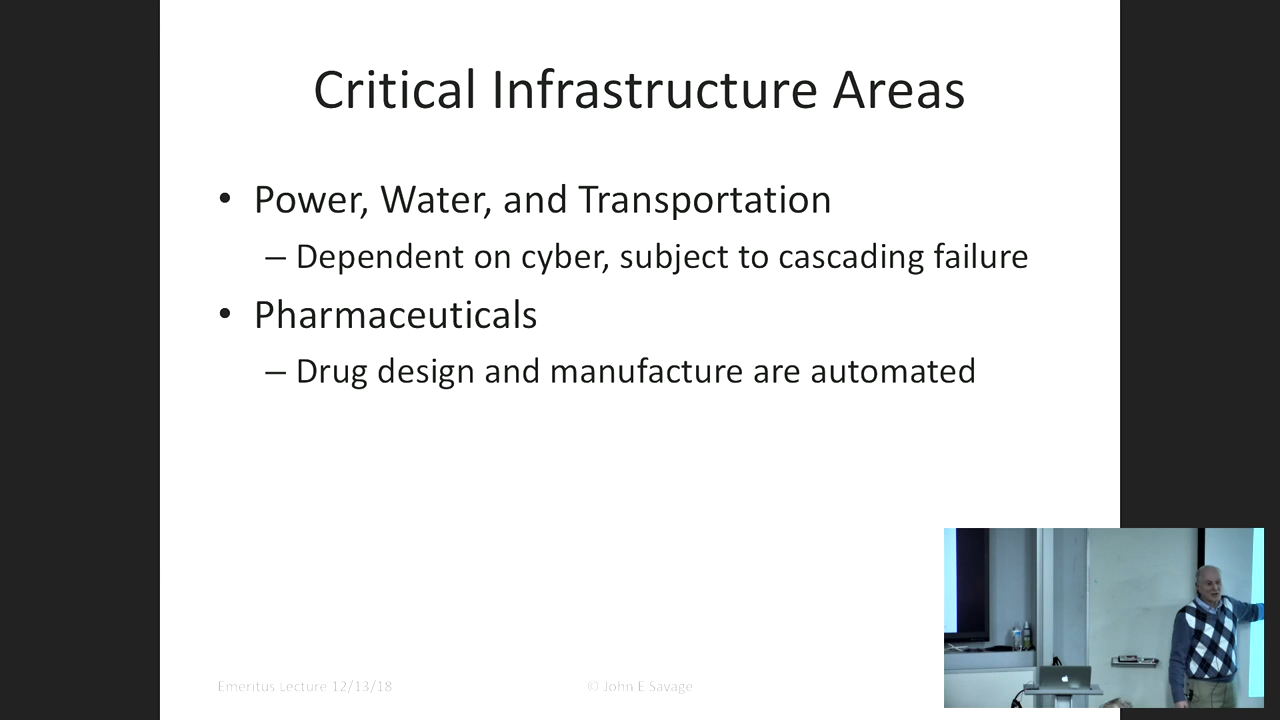 Critical Infrastructure Areas
• Power, Water, and Transportation
– Dependent on cyber, subject to cascading failure
• Pharmaceuticals
– Drug design and manufacture are automated
Emeritus Lecture 12/13/18
© John E Savage